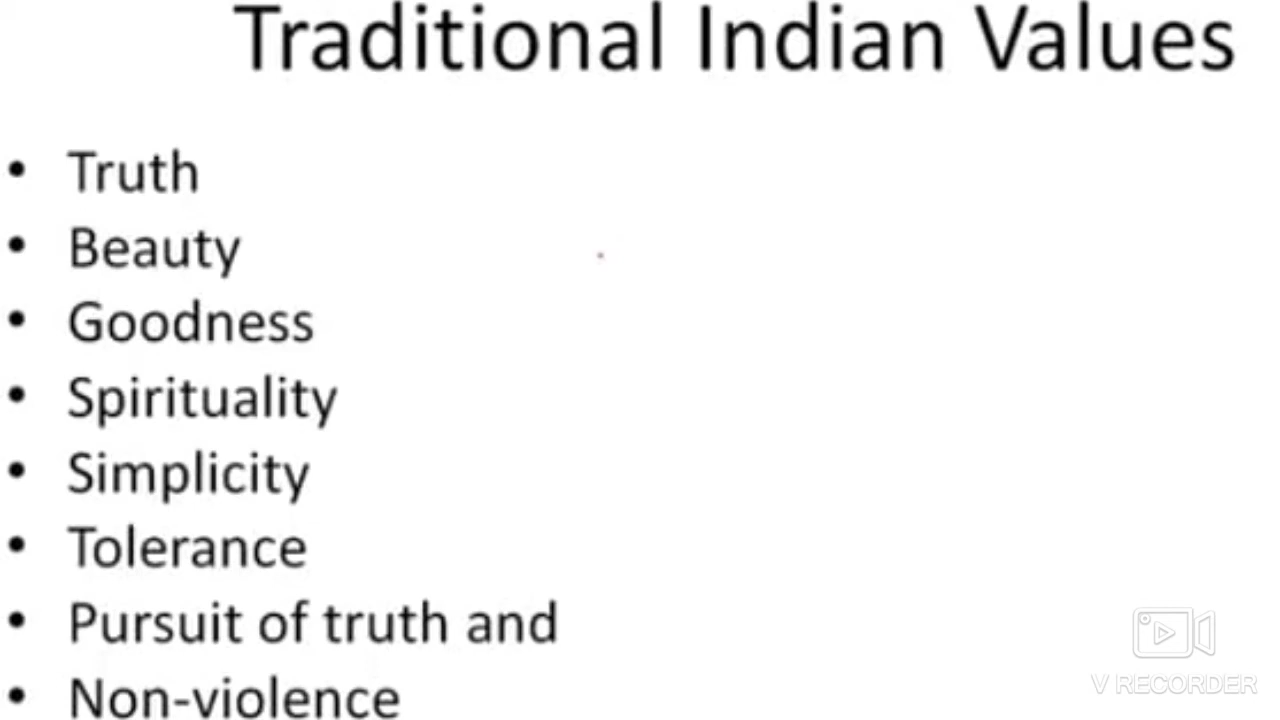 Traditional Indian Values
• Truth
• Beauty
• Goodness
• Spirituality
• Simplicity
• Tolerance
• Pursuit of truth and
• Non-violence
V RECORDER